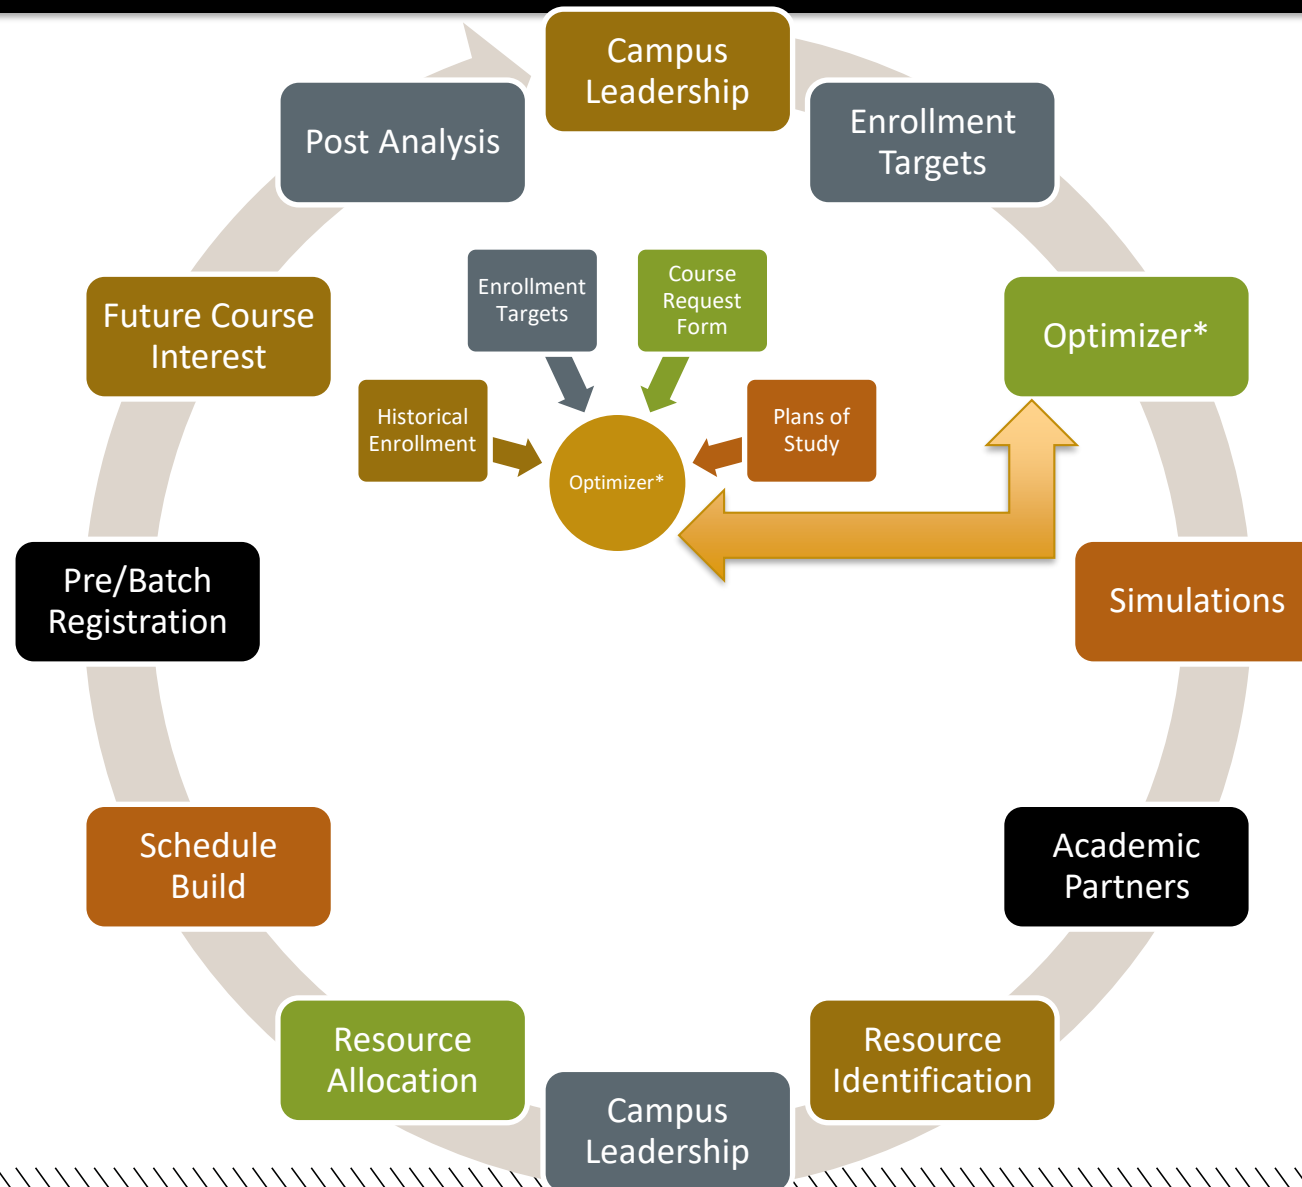 Campus
Leadership
Enrollment
Targets
Optimizer*
Simulations
Academic
Partners
Resource
Identification
Campus
Leadership
Resource
Allocation
Schedule
Build
Pre/Batch
Registration
Future Course
Interest
Post Analysis
Historical
Enrollment
Enrollment
Targets
Course
Request
Form
Plans of
Study
Optimizer*